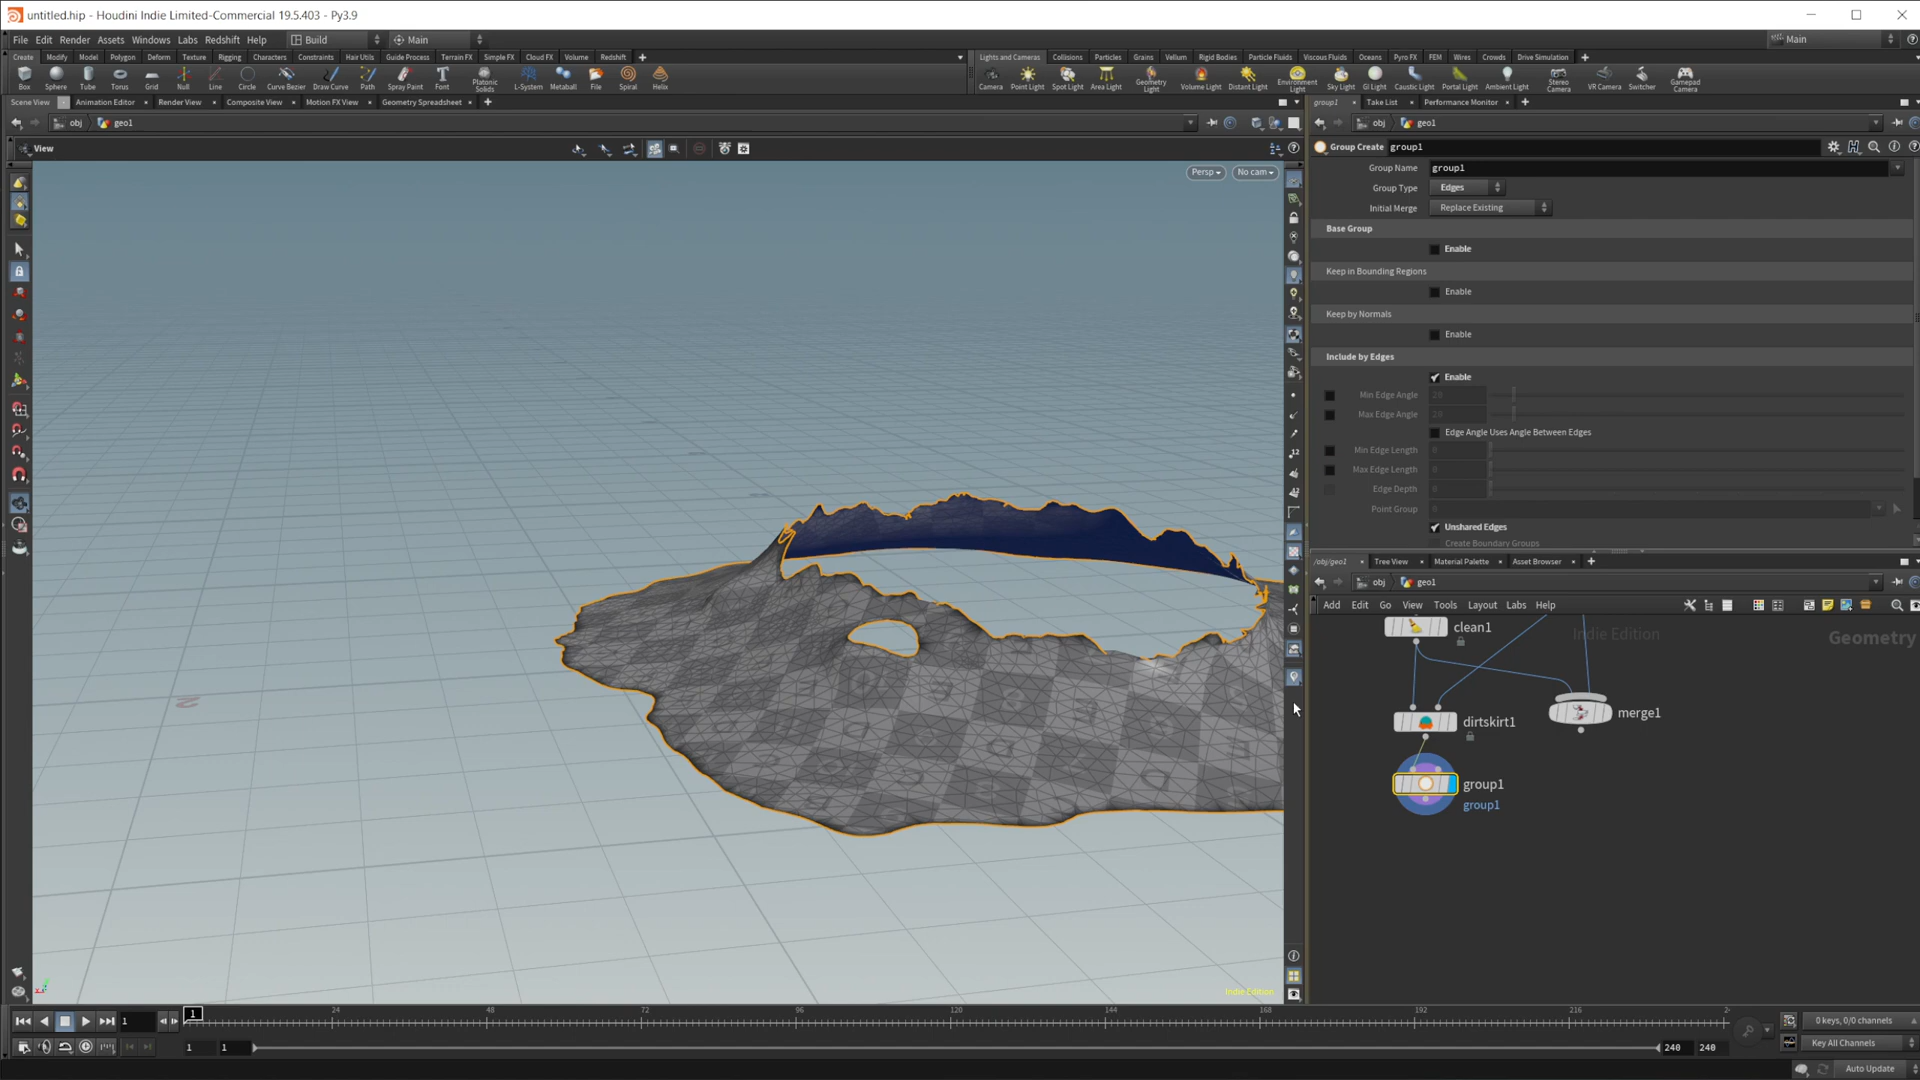 untitled.hip - Houdini Indie Limited-Commercial 19.5.403 - Py3.9
File Edit Render Assets Windows Labs Redshift Help Build Main Main
Create Modify Model Polygon Deform Texture Rigging Characters Constraints Hair Utils Guide Process Terrain FX Simple FX Cloud FX Volume Redshift
Lights and Cameras Collisions Particles Grains Vellum Rigid Bodies Particle Fluids Viscous Fluids Oceans Pyro FX FEM Wires Crowds Drive Simulation
Box Sphere Tube Torus Grid Null Line Circle Curve Bezier Draw Curve Path Spray Paint Font Platonic Solids L-System Metaball File Spiral Helix
Camera Point Light Spot Light Area Light Geometry Light Volume Light Distant Light Environment Light Sky Light GI Light Caustic Light Portal Light Ambient Light Stereo Camera VR Camera Switcher Gamepad Camera
Scene View Animation Editor Render View Composite View Motion FX View Geometry Spreadsheet
group1 Take List Performance Monitor
obj geo1
obj geo1
View
Persp No cam
Group Create group1
Group Name group1
Group Type Edges
Initial Merge Replace Existing
Base Group
Enable
Keep in Bounding Regions
Enable
Keep by Normals
Enable
Include by Edges
Enable
Min Edge Angle 20
Max Edge Angle 20
Edge Angle Uses Angle Between Edges
Min Edge Length 0
Max Edge Length 0
Edge Depth 0
Point Group 0
Unshared Edges
Create Boundary Groups
/obj/geo1 Tree View Material Palette Asset Browser
obj geo1
Add Edit Go View Tools Layout Labs Help
Indie Edition
Geometry
clean1
merge1
dirtskirt1
group1
group1
Indie Edition
1 1 24 48 72 96 120 144 168 192 216
0 keys, 0/0 channels
1 1 240 240 Key All Channels
Auto Update